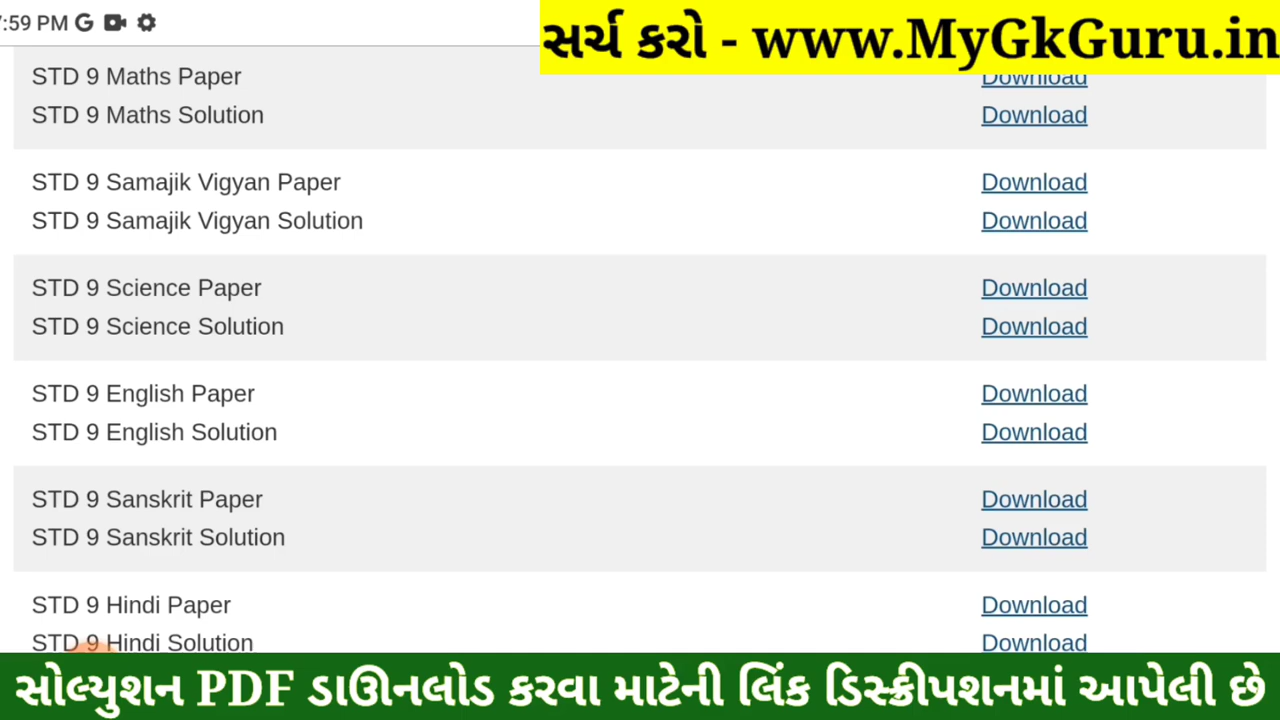 :59 PM G
સર્ચ કરો - www.MyGkGuru.in
STD 9 Maths Paper Download
STD 9 Maths Solution Download
STD 9 Samajik Vigyan Paper Download
STD 9 Samajik Vigyan Solution Download
STD 9 Science Paper Download
STD 9 Science Solution Download
STD 9 English Paper Download
STD 9 English Solution Download
STD 9 Sanskrit Paper Download
STD 9 Sanskrit Solution Download
STD 9 Hindi Paper Download
STD 9 Hindi Solution Download
સોલ્યુશન PDF ડાઊનલોડ કરવા માટેની લિંક ડિસ્ક્રીપશનમાં આપેલી છે